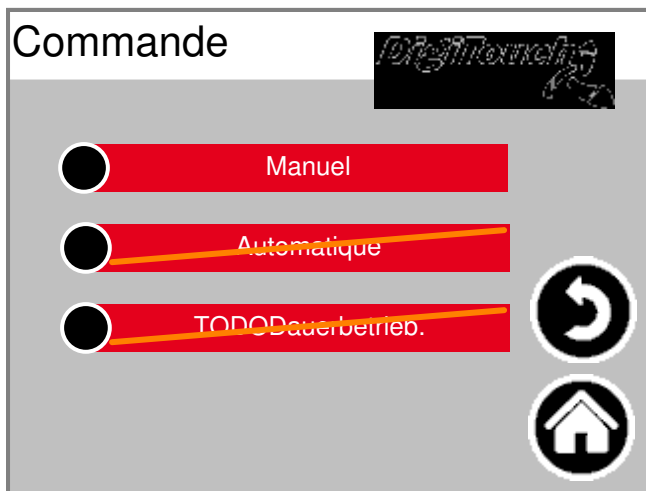 Commande
DigiTouch
Manuel
Automatique
TODODauerbetrieb.